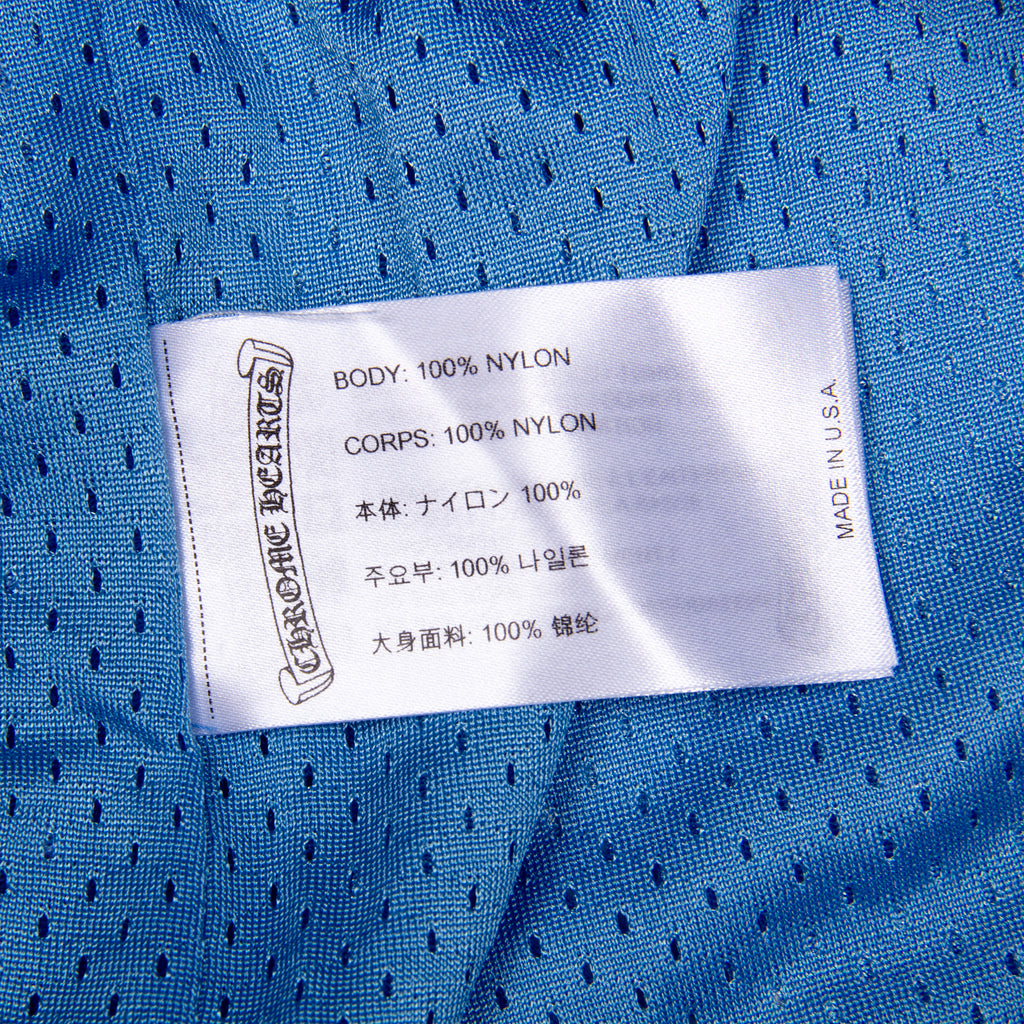 CHROME HEARTS
BODY: 100% NYLON
CORPS: 100% NYLON
本体: ナイロン 100%
주요부: 100% 나일론
大身面料: 100% 锦纶
MADE IN U.S.A.